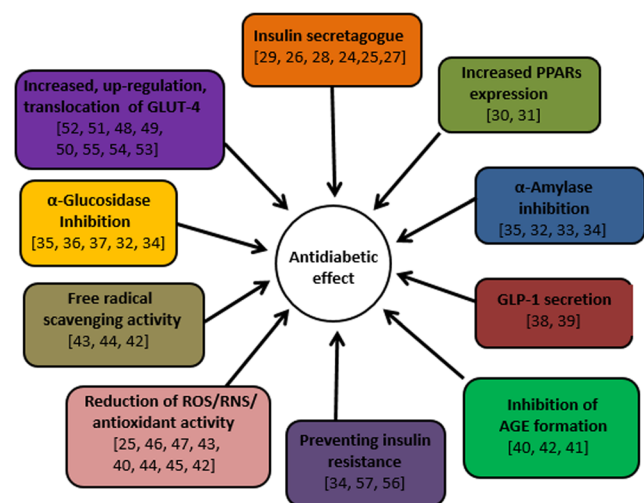 Insulin secretagogue
[29, 26, 28, 24,25,27]
Increased, up-regulation,
translocation of GLUT-4
[52, 51, 48, 49,
50, 55, 54, 53]
Increased PPARs
expression
[30, 31]
α-Glucosidase
Inhibition
[35, 36, 37, 32, 34]
α-Amylase
inhibition
[35, 32, 33, 34]
Antidiabetic
effect
Free radical
scavenging activity
[43, 44, 42]
GLP-1 secretion
[38, 39]
Reduction of ROS/RNS/
antioxidant activity
[25, 46, 47, 43,
40, 44, 45, 42]
Preventing insulin
resistance
[34, 57, 56]
Inhibition of
AGE formation
[40, 42, 41]